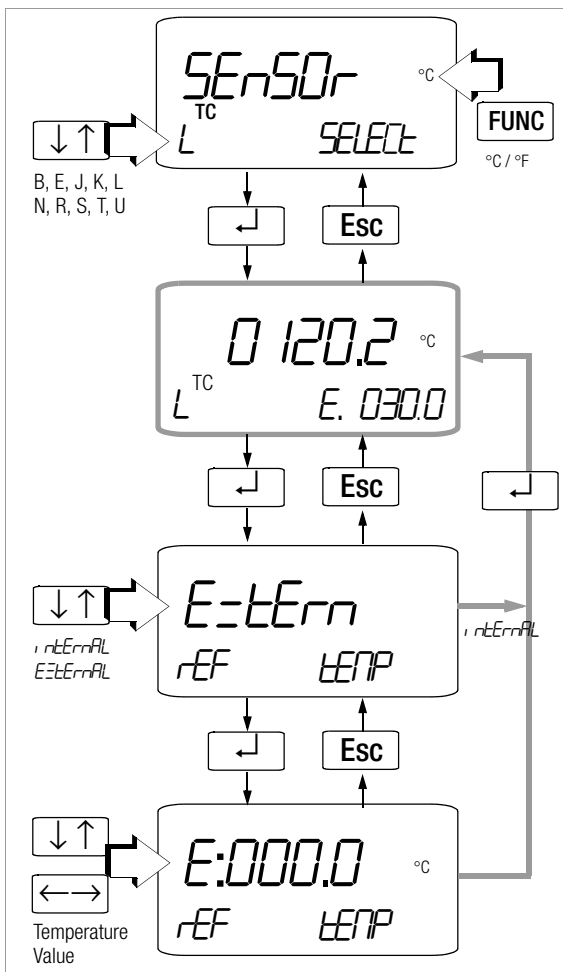 SEnSOr °C
TC
L SELECt
↓ ↑
FUNC
°C / °F
B, E, J, K, L
N, R, S, T, U
↵ Esc
0 120.2 °C
TC
L E. 030.0
↵ Esc
↵
↓ ↑
E=tErn
intErnAL
EΞtErnAL
rEF tEMP
intErnAL
↵ Esc
↓ ↑
←→
E:000.0 °C
rEF tEMP
Temperature
Value